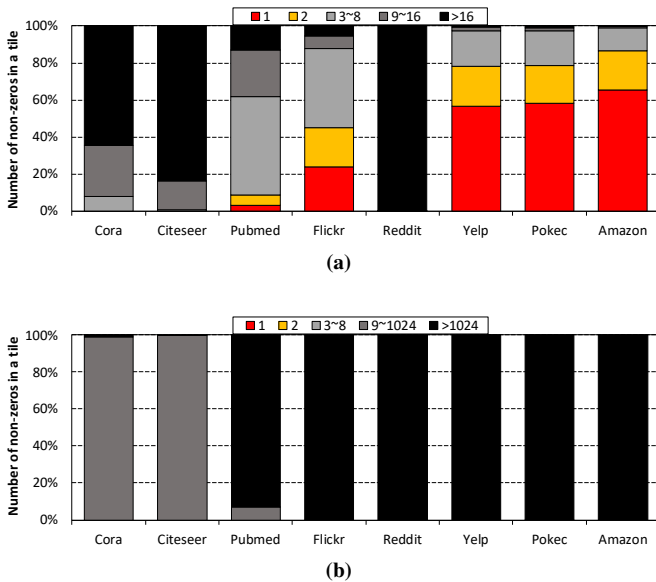 1 2 3~8 9~16 >16
Number of non-zeros in a tile
100%
80%
60%
40%
20%
0%
Cora Citeseer Pubmed Flickr Reddit Yelp Pokec Amazon
(a)
1 2 3~8 9~1024 >1024
Number of non-zeros in a tile
100%
80%
60%
40%
20%
0%
Cora Citeseer Pubmed Flickr Reddit Yelp Pokec Amazon
(b)